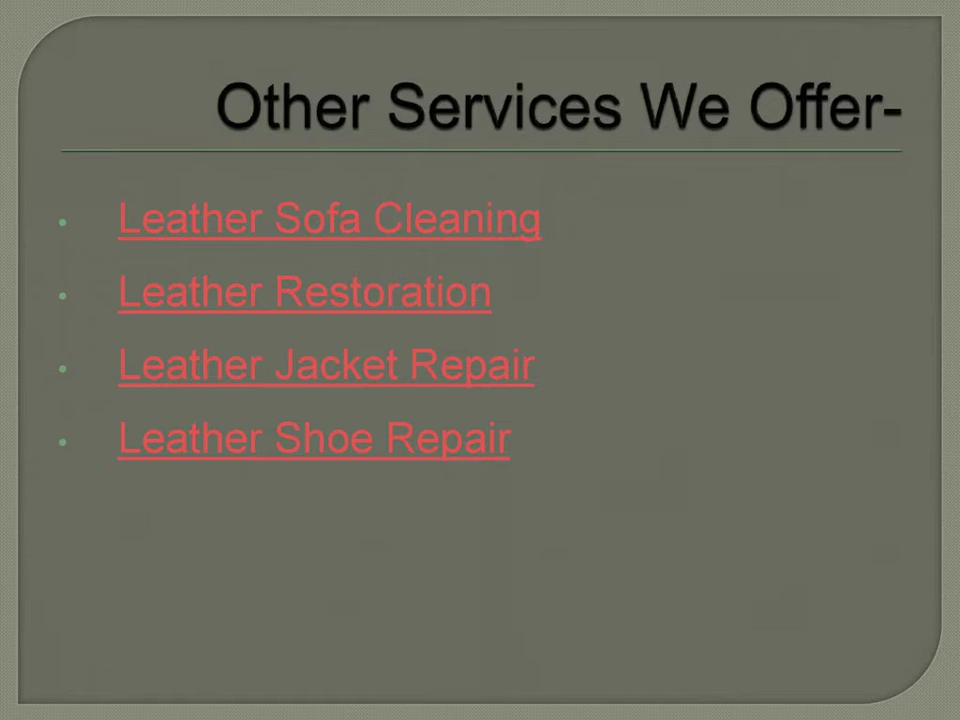 Other Services We Offer-
• Leather Sofa Cleaning
• Leather Restoration
• Leather Jacket Repair
• Leather Shoe Repair